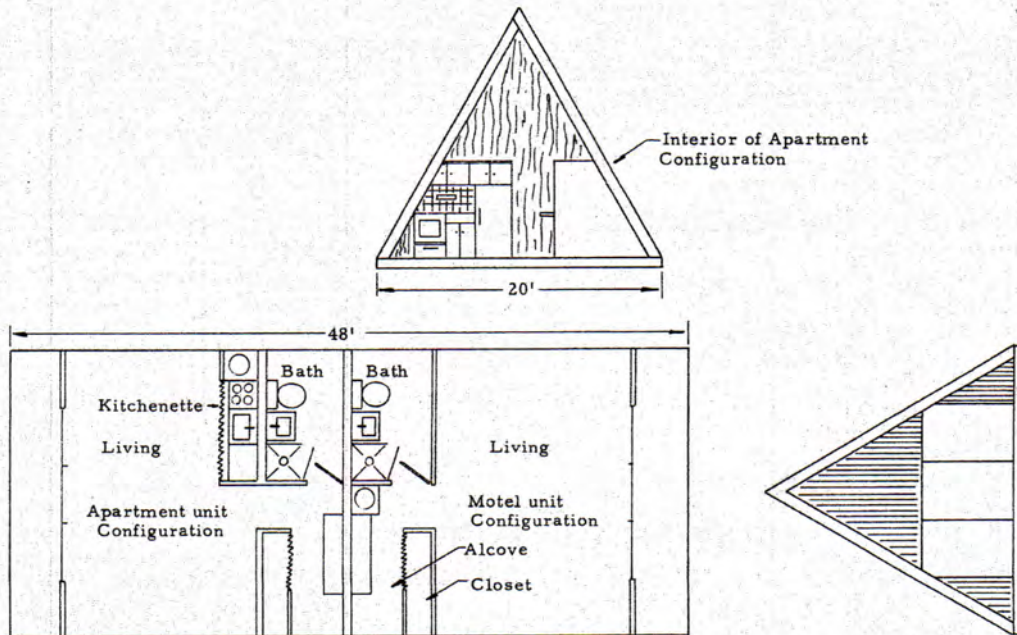 Interior of Apartment
Configuration
20'
48'
Bath
Bath
Kitchenette
Living
Living
Apartment unit
Configuration
Motel unit
Configuration
Alcove
Closet